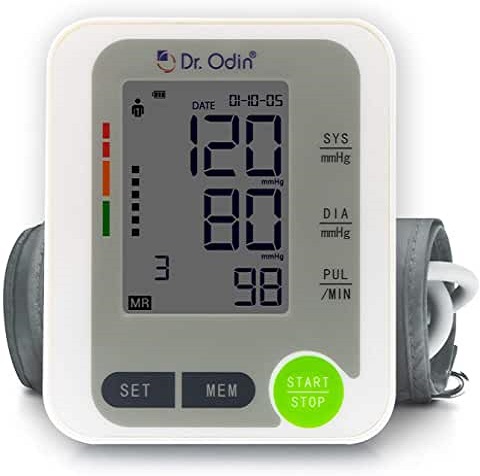 Dr. Odin®
DATE 01-10-05
120
mmHg
SYS
mmHg
80
mmHg
DIA
mmHg
3
98
PUL
/MIN
MR
SET
MEM
START
STOP